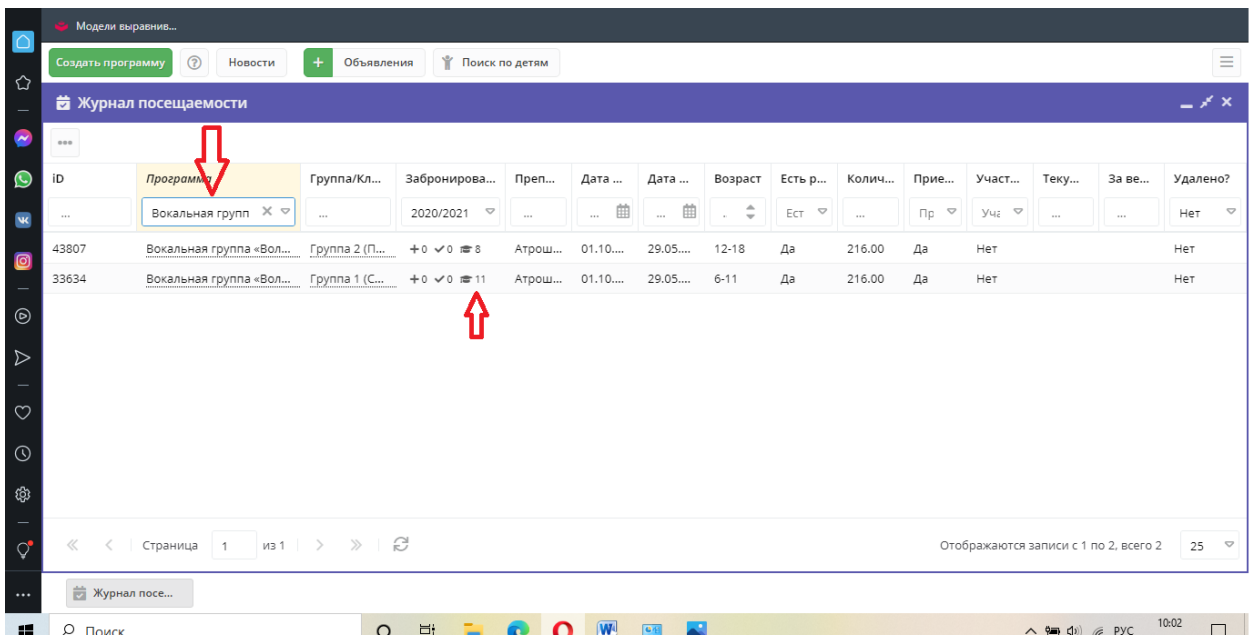 Модели выравнив...
Создать программу ? Новости + Объявления Поиск по детям
Журнал посещаемости
iD Программа Группа/Кл... Забронирова... Преп... Дата ... Дата ... Возраст Есть р... Колич... Прие... Участ... Теку... За ве... Удалено?
... Вокальная групп ... 2020/2021 ... ... ... . Ест ... Пр Уча ... ... Нет
43807 Вокальная группа «Вол... Группа 2 (П... +0 ✓0 8 Атрош... 01.10.... 29.05.... 12-18 Да 216.00 Да Нет Нет
33634 Вокальная группа «Вол... Группа 1 (С... +0 ✓0 11 Атрош... 01.10.... 29.05.... 6-11 Да 216.00 Да Нет Нет
Страница 1 из 1 Отображаются записи с 1 по 2, всего 2 25
Журнал посе...
Поиск РУС 10:02